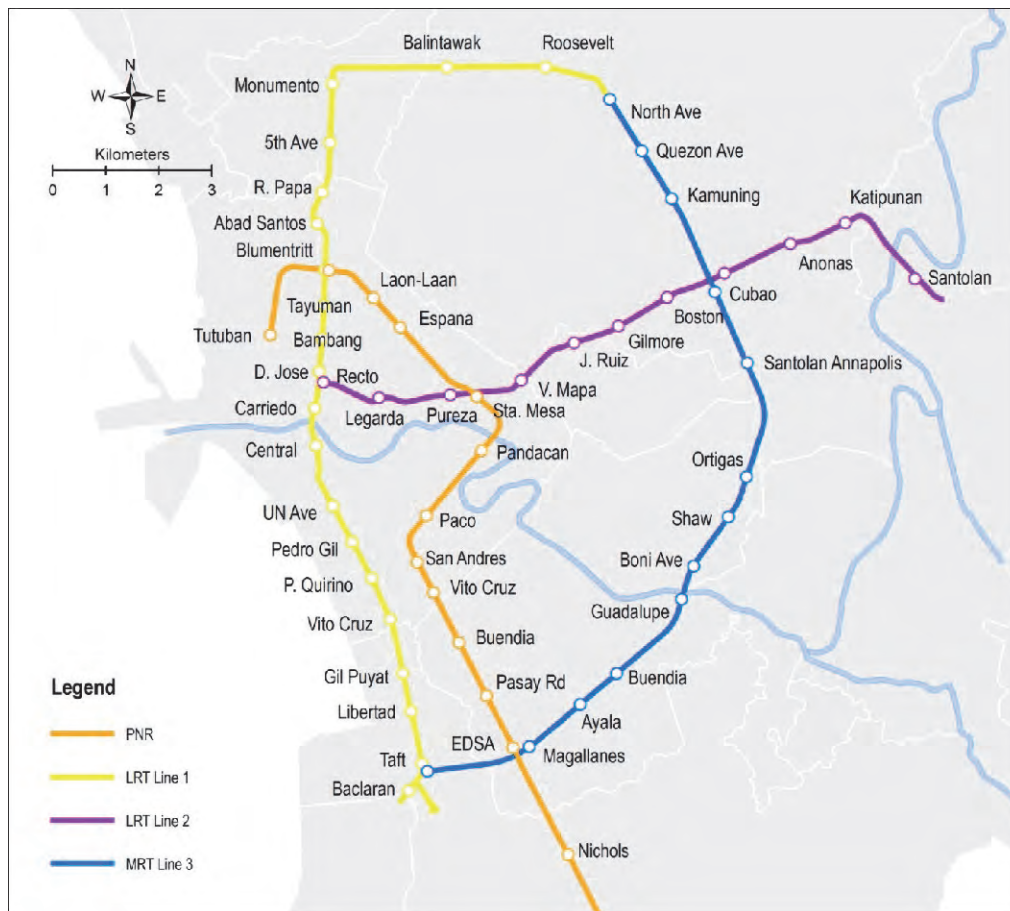 Balintawak
Roosevelt
N
W E
S
Monumento
North Ave
Kilometers
0 1 2 3
5th Ave
Quezon Ave
R. Papa
Kamuning
Katipunan
Abad Santos
Blumentritt
Anonas
Laon-Laan
Santolan
Cubao
Tayuman
Boston
Espana
Tutuban
Bambang
Gilmore
J. Ruiz
Santolan Annapolis
D. Jose
Recto
V. Mapa
Carriedo
Legarda
Pureza
Sta. Mesa
Central
Pandacan
Ortigas
UN Ave
Paco
Shaw
Pedro Gil
San Andres
Boni Ave
P. Quirino
Vito Cruz
Guadalupe
Vito Cruz
Buendia
Gil Puyat
Buendia
Legend
Pasay Rd
Libertad
Ayala
PNR
EDSA
Magallanes
Taft
LRT Line 1
Baclaran
LRT Line 2
Nichols
MRT Line 3